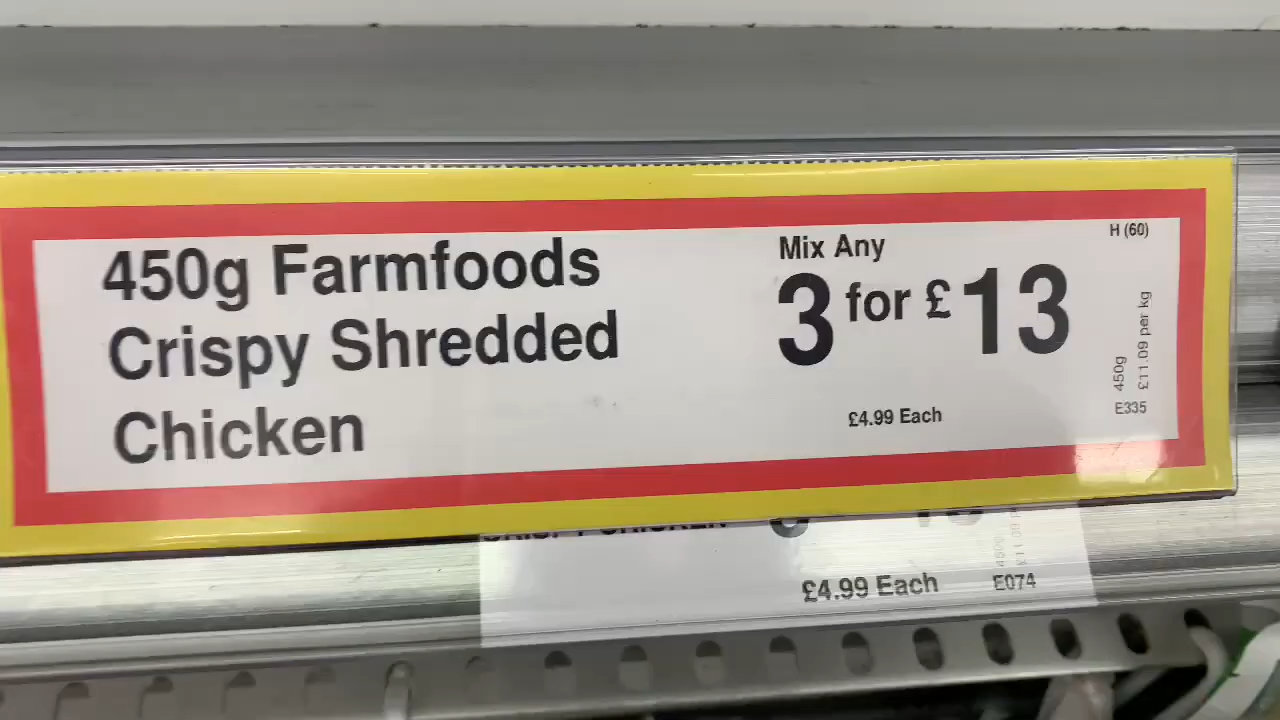 450g Farmfoods
Crispy Shredded
Chicken
Mix Any
3 for £13
£4.99 Each
H (60)
450g
£11.09 per kg
E335
£4.99 Each
E074